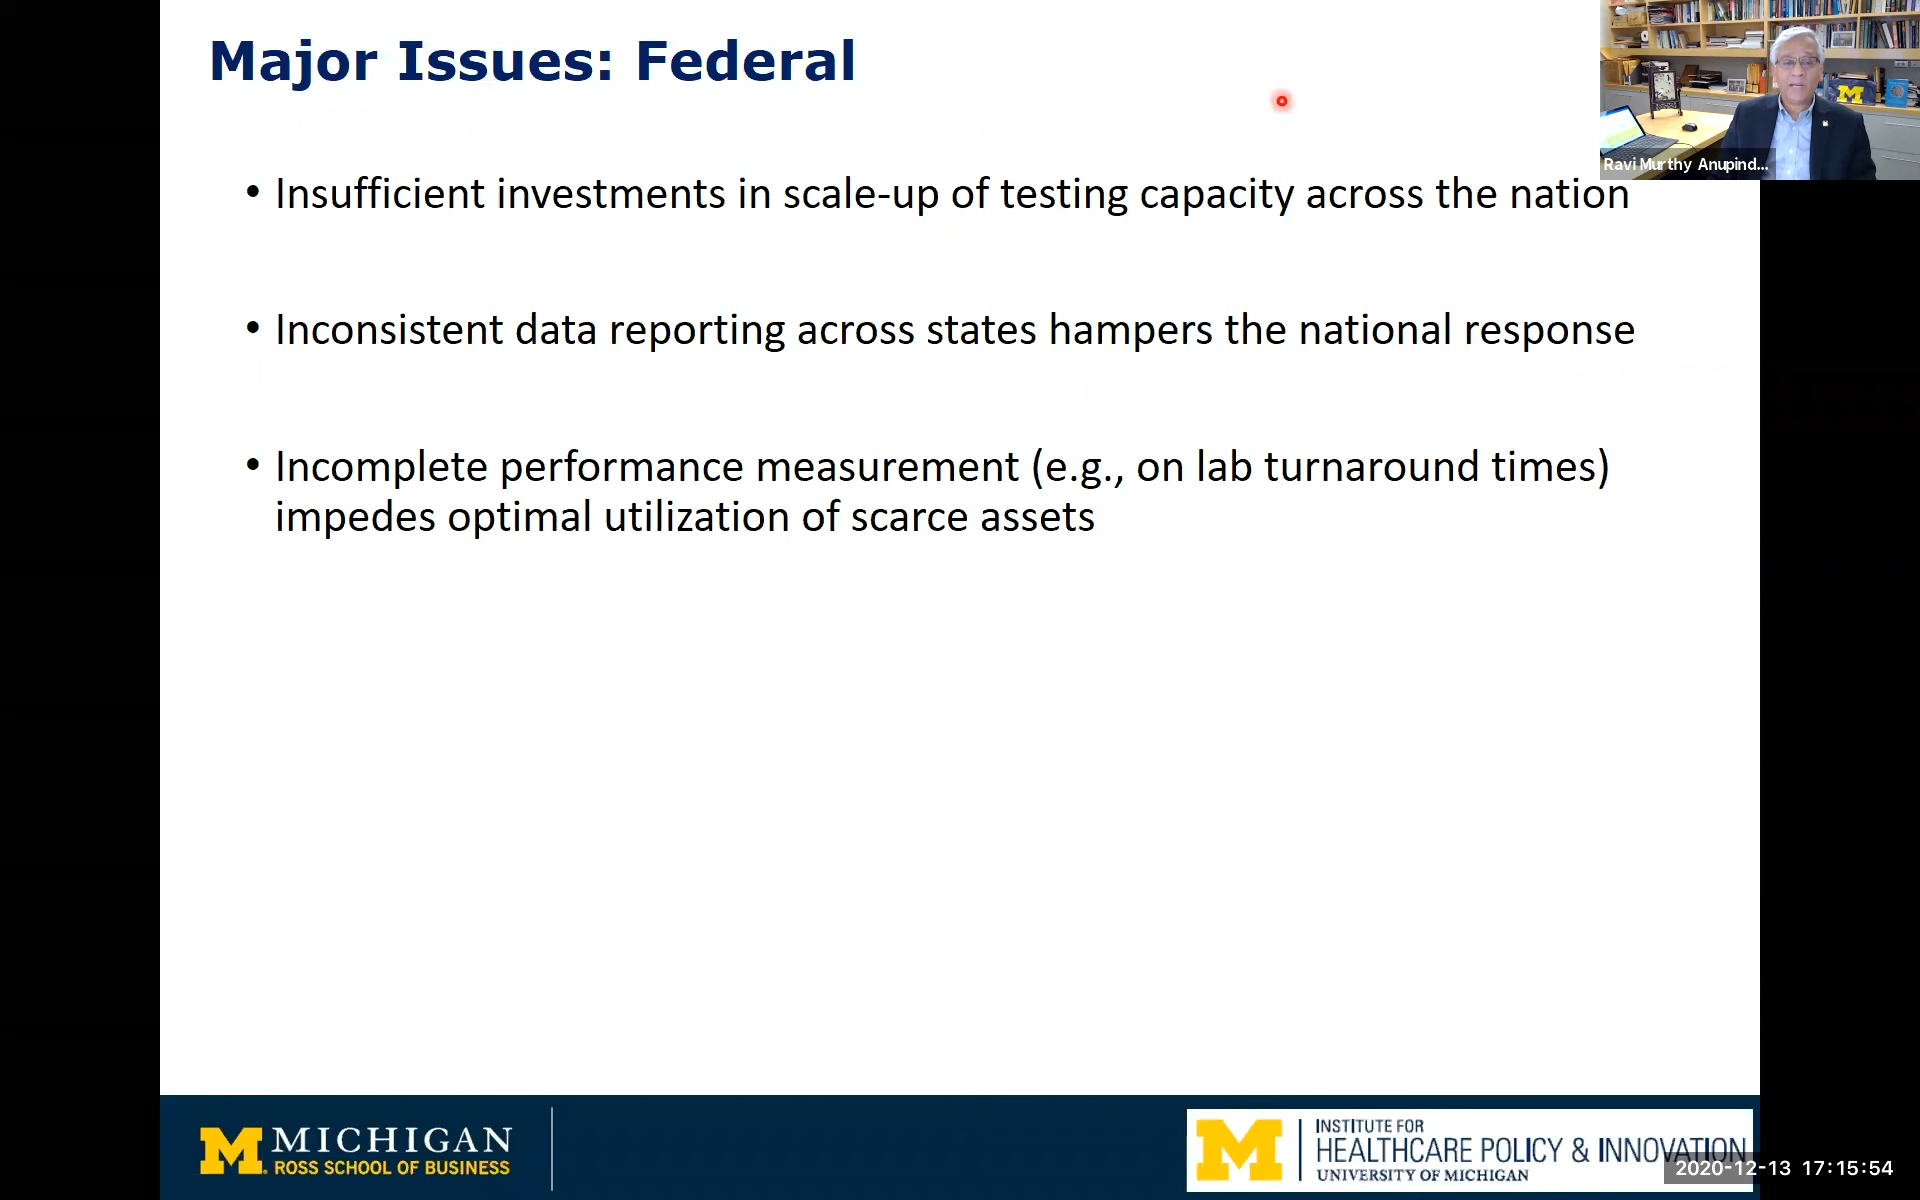 Major Issues: Federal
Ravi Murthy Anupind...
• Insufficient investments in scale-up of testing capacity across the nation
• Inconsistent data reporting across states hampers the national response
• Incomplete performance measurement (e.g., on lab turnaround times)
impedes optimal utilization of scarce assets
M MICHIGAN
ROSS SCHOOL OF BUSINESS
M INSTITUTE FOR
HEALTHCARE POLICY & INNOVATION
UNIVERSITY OF MICHIGAN
2020-12-13 17:15:54
M